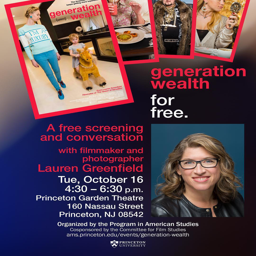 generation
wealth
generation
wealth
for
free.
A free screening
and conversation
with filmmaker and
photographer
Lauren Greenfield
Tue, October 16
4:30 – 6:30 p.m.
Princeton Garden Theatre
160 Nassau Street
Princeton, NJ 08542
Organized by the Program in American Studies
Cosponsored by the Committee for Film Studies
ams.princeton.edu/events/generation-wealth
PRINCETON
UNIVERSITY